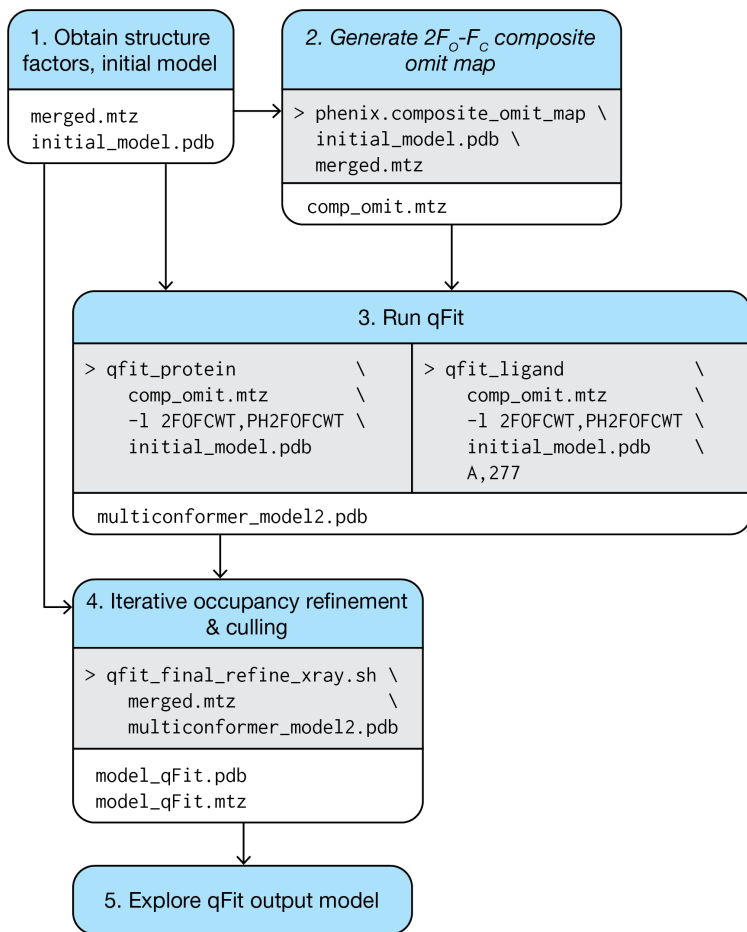 1. Obtain structure
factors, initial model
merged.mtz
initial_model.pdb
2. Generate 2Fo-Fc composite
omit map
> phenix.composite_omit_map \
initial_model.pdb \
merged.mtz
comp_omit.mtz
3. Run qFit
> qfit_protein \
comp_omit.mtz \
-l 2FOFCWT,PH2FOFCWT \
initial_model.pdb
> qfit_ligand \
comp_omit.mtz \
-l 2FOFCWT,PH2FOFCWT \
initial_model.pdb \
A,277
multiconformer_model2.pdb
4. Iterative occupancy refinement
& culling
> qfit_final_refine_xray.sh \
merged.mtz \
multiconformer_model2.pdb
model_qFit.pdb
model_qFit.mtz
5. Explore qFit output model